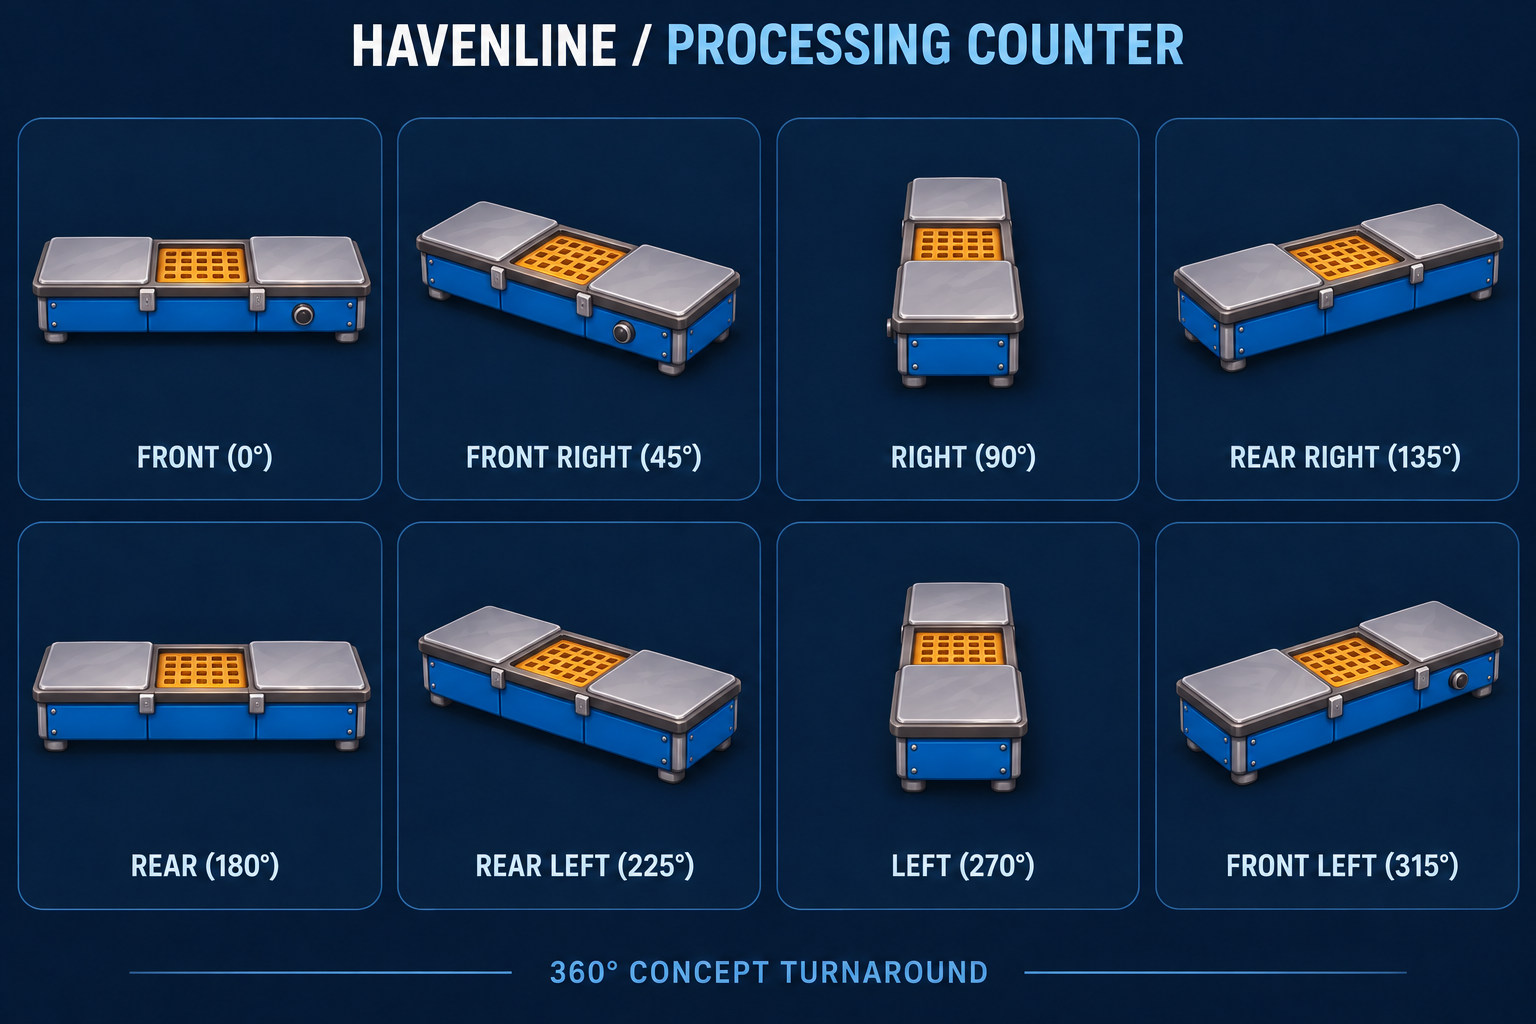 HAVENLINE / PROCESSING COUNTER
FRONT (0°)
FRONT RIGHT (45°)
RIGHT (90°)
REAR RIGHT (135°)
REAR (180°)
REAR LEFT (225°)
LEFT (270°)
FRONT LEFT (315°)
360° CONCEPT TURNAROUND